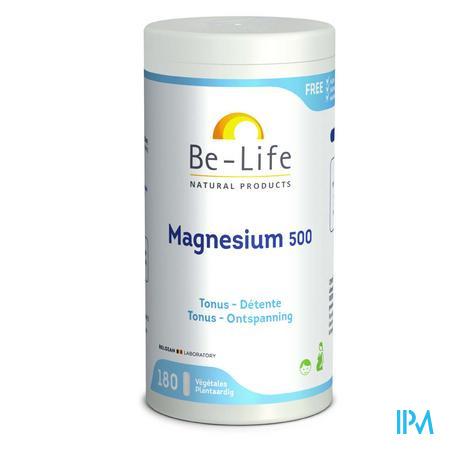 FREE
Be-Life
NATURAL PRODUCTS
Magnesium 500
Tonus - Détente
Tonus - Ontspanning
BELGIAN LABORATORY
180 Végétales
Plantaardig
IPM